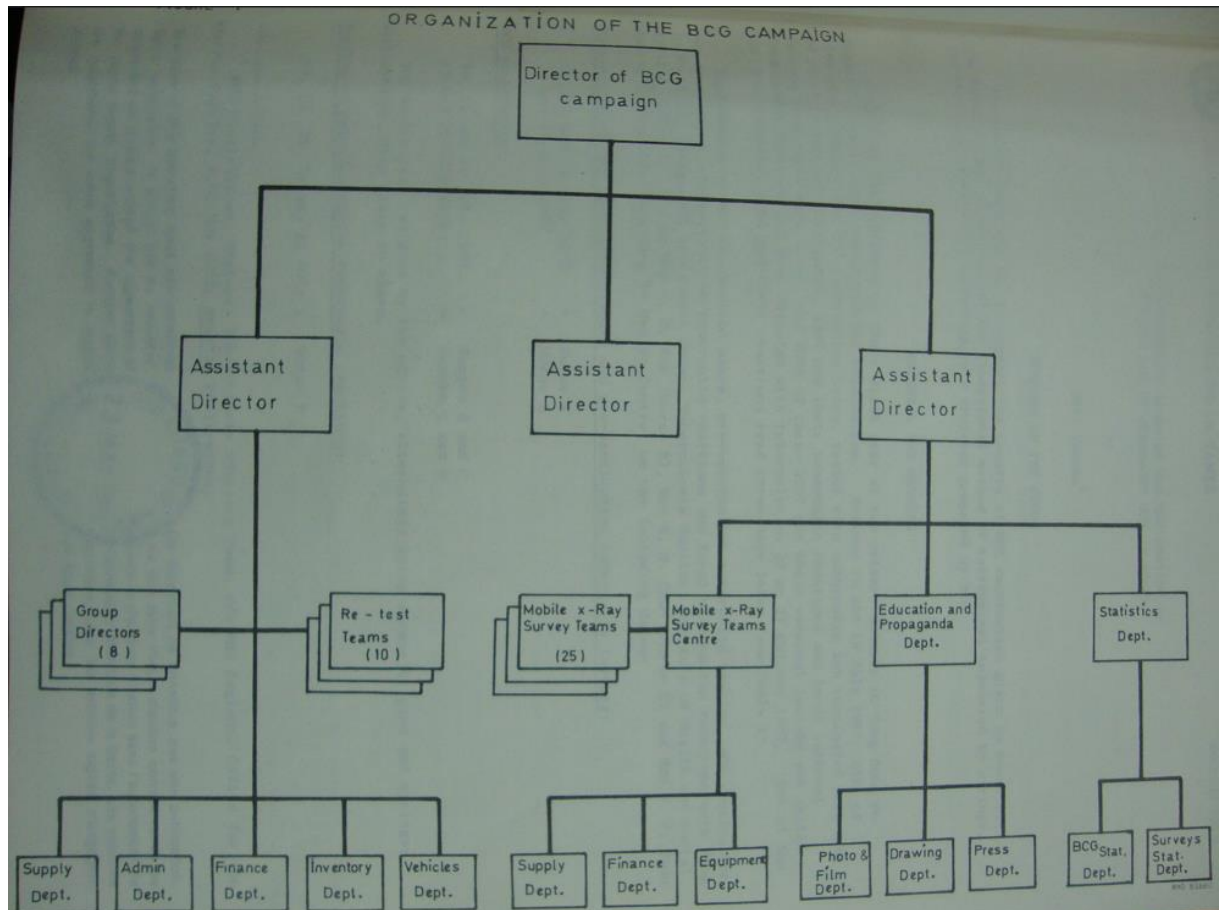 ORGANIZATION OF THE BCG CAMPAIGN
Director of BCG
campaign
Assistant
Director
Assistant
Director
Assistant
Director
Group
Directors
( 8 )
Re - test
Teams
( 10 )
Mobile x-Ray
Survey Teams
(25)
Mobile x-Ray
Survey Teams
Centre
Education and
Propaganda
Dept.
Statistics
Dept.
Supply
Dept.
Admin
Dept.
Finance
Dept.
Inventory
Dept.
Vehicles
Dept.
Supply
Dept.
Finance
Dept.
Equipment
Dept.
Photo &
Film
Dept.
Drawing
Dept.
Press
Dept.
BCG Stat.
Dept.
Surveys
Stat.
Dept.